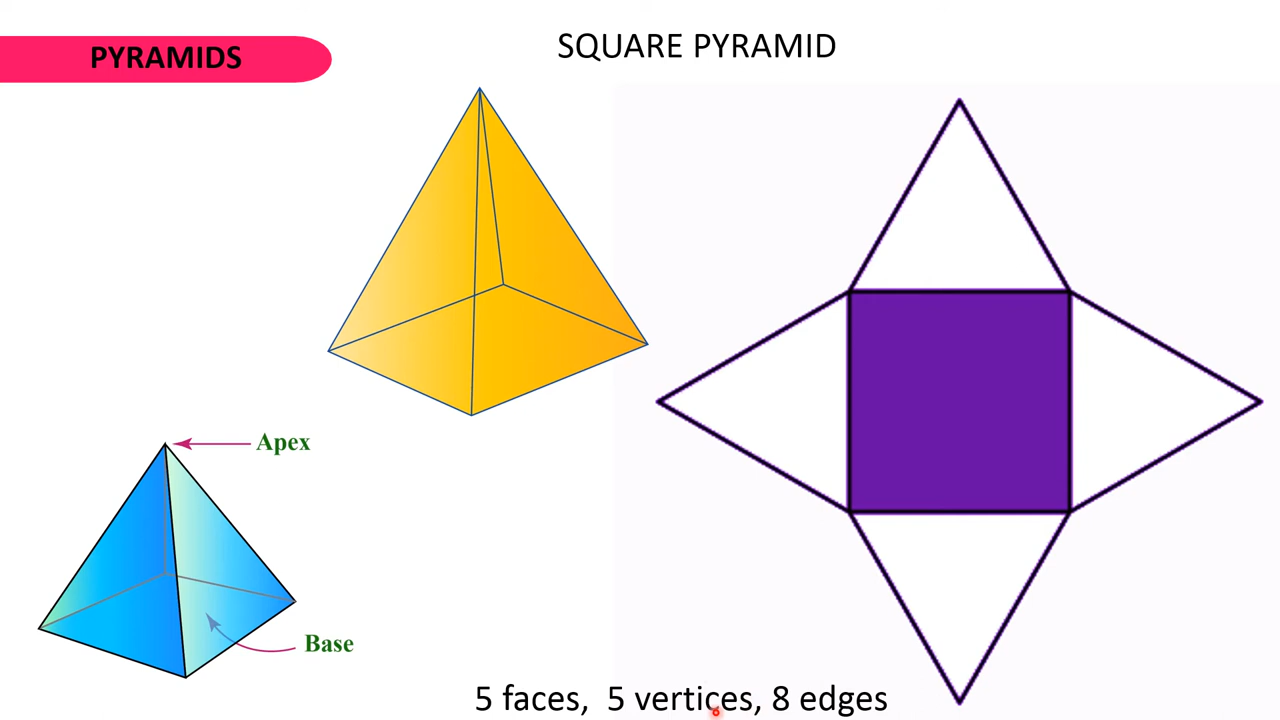 PYRAMIDS
SQUARE PYRAMID
Apex
Base
5 faces,  5 vertices, 8 edges